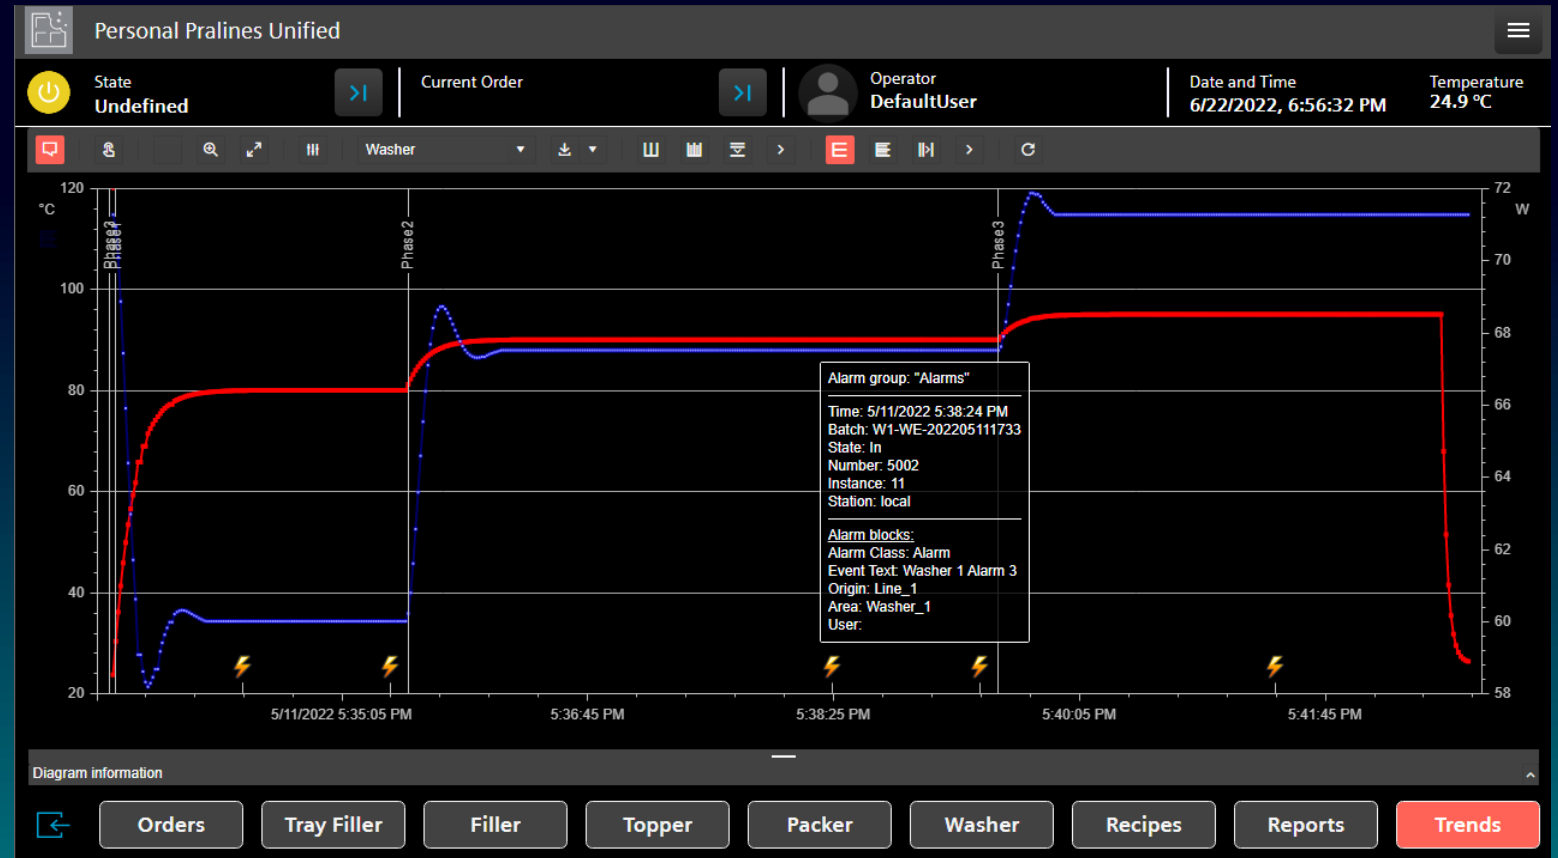 Personal Pralines Unified
State
Undefined
Current Order
Operator
DefaultUser
Date and Time
6/22/2022, 6:56:32 PM
Temperature
24.9 °C
Washer
120
100
80
60
40
20
°C
72
70
68
66
64
62
60
58
W
Phase1
Phase2
Phase3
Alarm group: "Alarms"
Time: 5/11/2022 5:38:24 PM
Batch: W1-WE-202205111733
State: In
Number: 5002
Instance: 11
Station: local
Alarm blocks:
Alarm Class: Alarm
Event Text: Washer 1 Alarm 3
Origin: Line_1
Area: Washer_1
User:
5/11/2022 5:35:05 PM
5:36:45 PM
5:38:25 PM
5:40:05 PM
5:41:45 PM
Diagram information
Orders
Tray Filler
Filler
Topper
Packer
Washer
Recipes
Reports
Trends